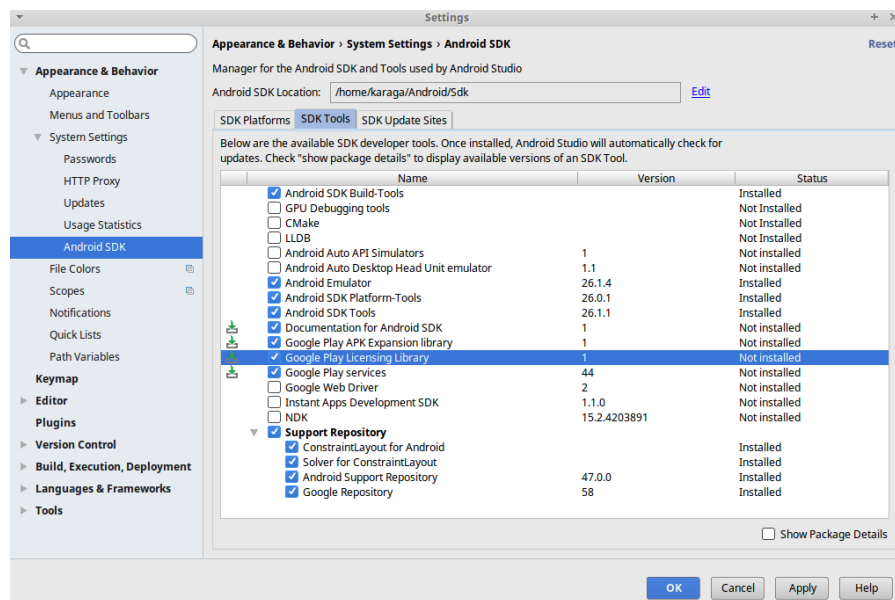 Settings
Appearance & Behavior › System Settings › Android SDK
Reset
Manager for the Android SDK and Tools used by Android Studio
Android SDK Location: /home/karaga/Android/Sdk Edit
Appearance & Behavior
Appearance
Menus and Toolbars
System Settings
Passwords
HTTP Proxy
Updates
Usage Statistics
Android SDK
File Colors
Scopes
Notifications
Quick Lists
Path Variables
Keymap
Editor
Plugins
Version Control
Build, Execution, Deployment
Languages & Frameworks
Tools
SDK Platforms SDK Tools SDK Update Sites
Below are the available SDK developer tools. Once installed, Android Studio will automatically check for
updates. Check "show package details" to display available versions of an SDK Tool.
Name Version Status
Android SDK Build-Tools Installed
GPU Debugging tools Not Installed
CMake Not installed
LLDB Not installed
Android Auto API Simulators 1 Not installed
Android Auto Desktop Head Unit emulator 1.1 Not installed
Android Emulator 26.1.4 Installed
Android SDK Platform-Tools 26.0.1 Installed
Android SDK Tools 26.1.1 Installed
Documentation for Android SDK 1 Not installed
Google Play APK Expansion library 1 Not installed
Google Play Licensing Library 1 Not installed
Google Play services 44 Not installed
Google Web Driver 2 Not installed
Instant Apps Development SDK 1.1.0 Not installed
NDK 15.2.4203891 Not installed
Support Repository
ConstraintLayout for Android Installed
Solver for ConstraintLayout Installed
Android Support Repository 47.0.0 Installed
Google Repository 58 Installed
Show Package Details
OK Cancel Apply Help